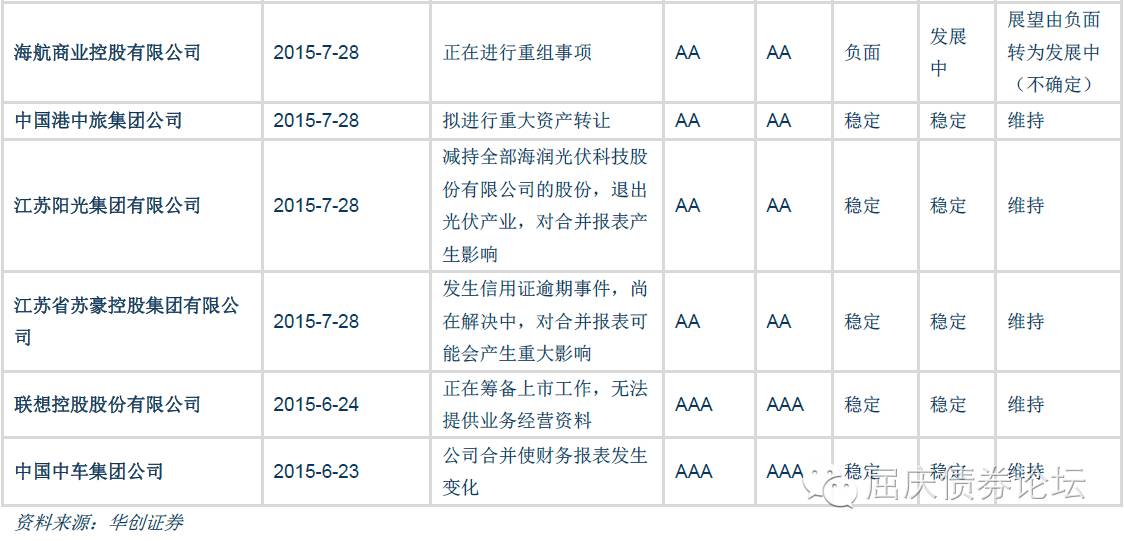 海航商业控股有限公司 2015-7-28 正在进行重组事项 AA AA 负面 发展中 展望由负面转为发展中（不确定）
中国港中旅集团公司 2015-7-28 拟进行重大资产转让 AA AA 稳定 稳定 维持
江苏阳光集团有限公司 2015-7-28 减持全部海润光伏科技股份有限公司的股份，退出光伏产业，对合并报表产生影响 AA AA 稳定 稳定 维持
江苏省苏豪控股集团有限公司 2015-7-28 发生信用证逾期事件，尚在解决中，对合并报表可能会产生重大影响 AA AA 稳定 稳定 维持
联想控股股份有限公司 2015-6-24 正在筹备上市工作，无法提供业务经营资料 AAA AAA 稳定 稳定 维持
中国中车集团公司 2015-6-23 公司合并使财务报表发生变化 AAA AAA 稳定 稳定 维持
屈庆债券论坛
资料来源：华创证券